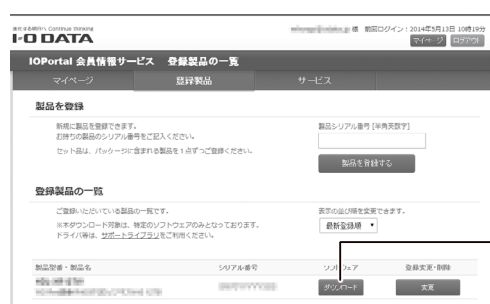 進化する明日へ Continue thinking
I-O DATA
様 前回ログイン：2014年5月13日 10時19分
マイページ ログアウト
IOPortal 会員情報サービス 登録製品の一覧
マイページ 登録製品 サービス
製品を登録
新規に製品を登録できます。
お持ちの製品のシリアル番号をご記入ください。
セット品は、パッケージに含まれる製品を1点ずつご登録ください。
製品シリアル番号 [半角英数字]
製品を登録する
登録製品の一覧
ご登録いただいている製品の一覧です。
※本ダウンロード対象は、特定のソフトウェアのみとなっております。
ドライバ等は、サポートライブラリをご利用ください。
表示の並び順を変更できます。
最新登録順
製品型番・製品名 シリアル番号 ソフトウェア 登録変更・削除
ダウンロード 変更